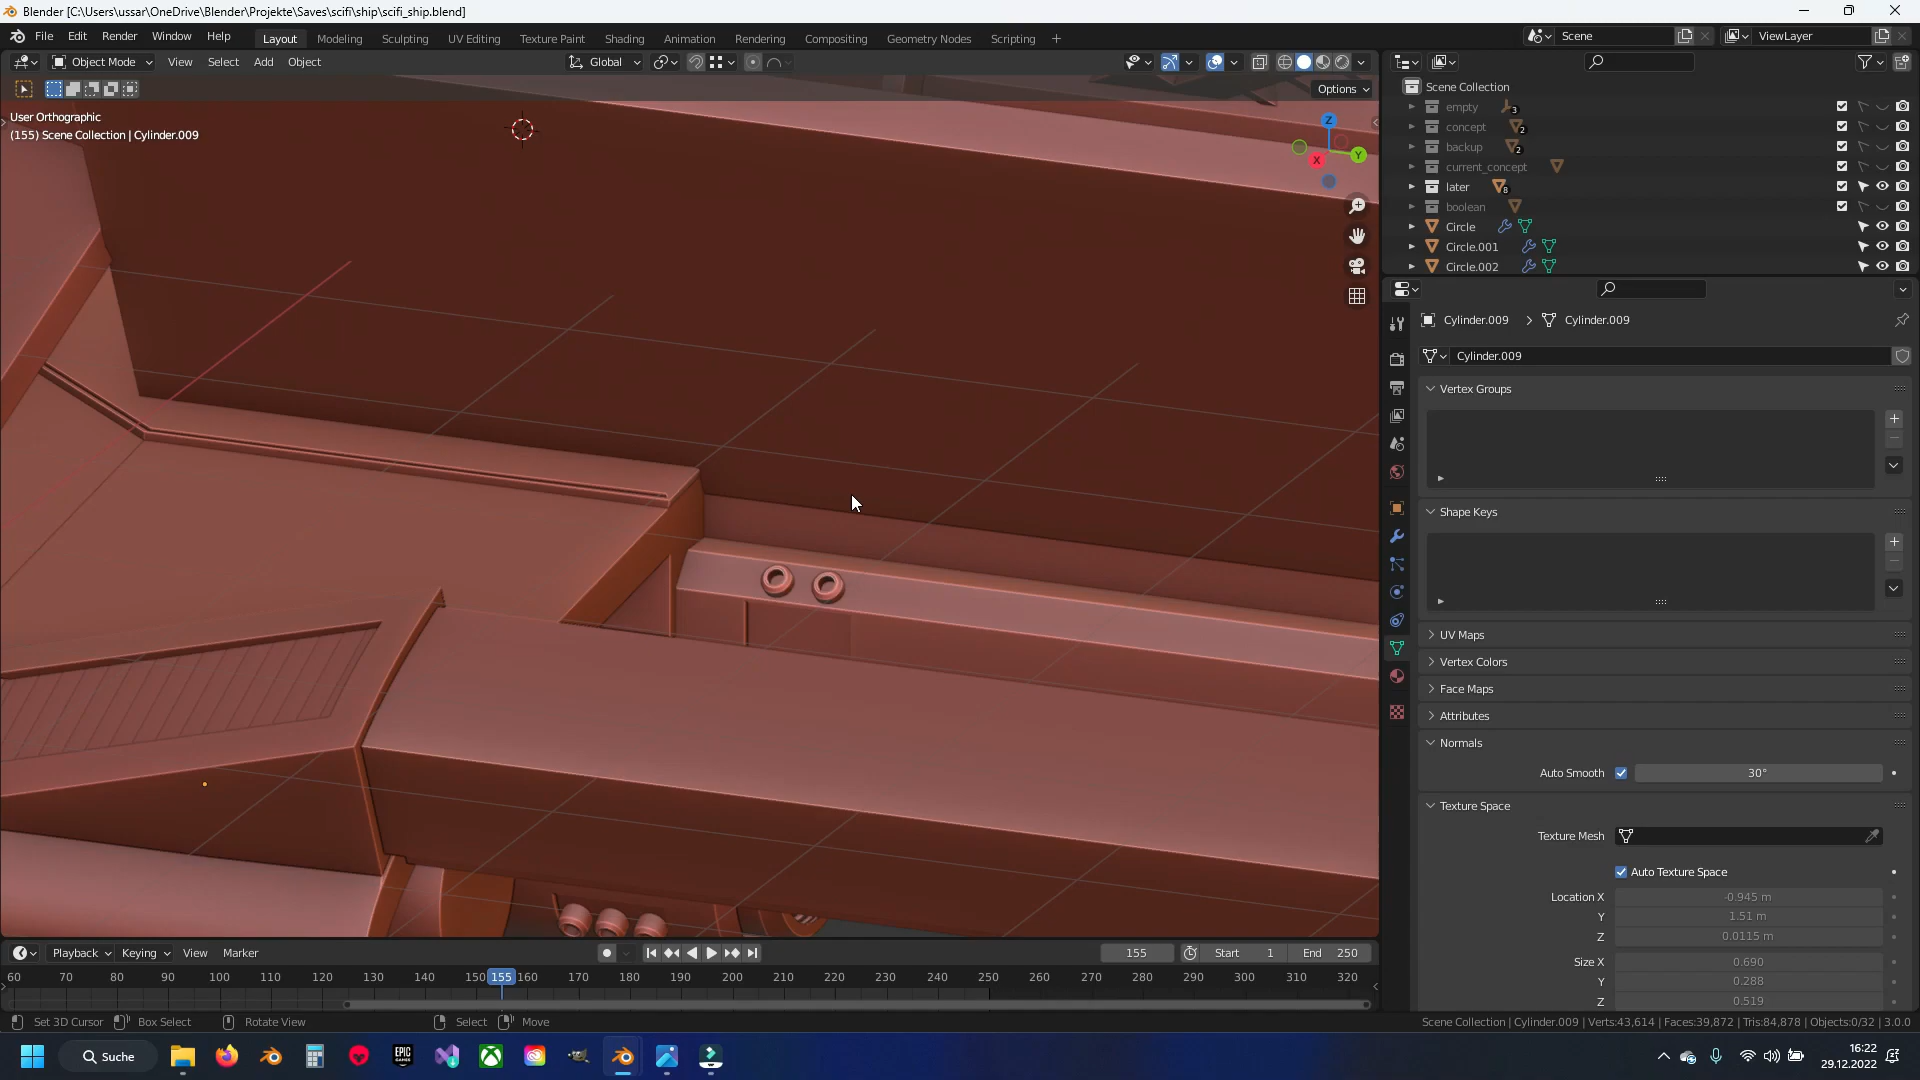 Blender [C:\Users\ussar\OneDrive\Blender\Projekte\Saves\scifi\ship\scifi_ship.blend]
File Edit Render Window Help Layout Modeling Sculpting UV Editing Texture Paint Shading Animation Rendering Compositing Geometry Nodes Scripting + Scene ViewLayer
Object Mode View Select Add Object Global
Options
User Orthographic
(155) Scene Collection | Cylinder.009
Z
Y
X
Scene Collection
empty 3
concept 2
backup 2
current_concept
later 8
boolean
Circle
Circle.001
Circle.002
Cylinder.009 > Cylinder.009
Cylinder.009
Vertex Groups
Shape Keys
UV Maps
Vertex Colors
Face Maps
Attributes
Normals
Auto Smooth 30°
Texture Space
Texture Mesh
Auto Texture Space
Location X -0.945 m
Y 1.51 m
Z 0.0115 m
Size X 0.690
Y 0.288
Z 0.519
Playback Keying View Marker 155 Start 1 End 250
60 70 80 90 100 110 120 130 140 150 155 160 170 180 190 200 210 220 230 240 250 260 270 280 290 300 310 320
Set 3D Cursor Box Select Rotate View Select Move Scene Collection | Cylinder.009 | Verts:43,614 | Faces:39,872 | Tris:84,878 | Objects:0/32 | 3.0.0
Suche EPIC GAMES 16:22
29.12.2022